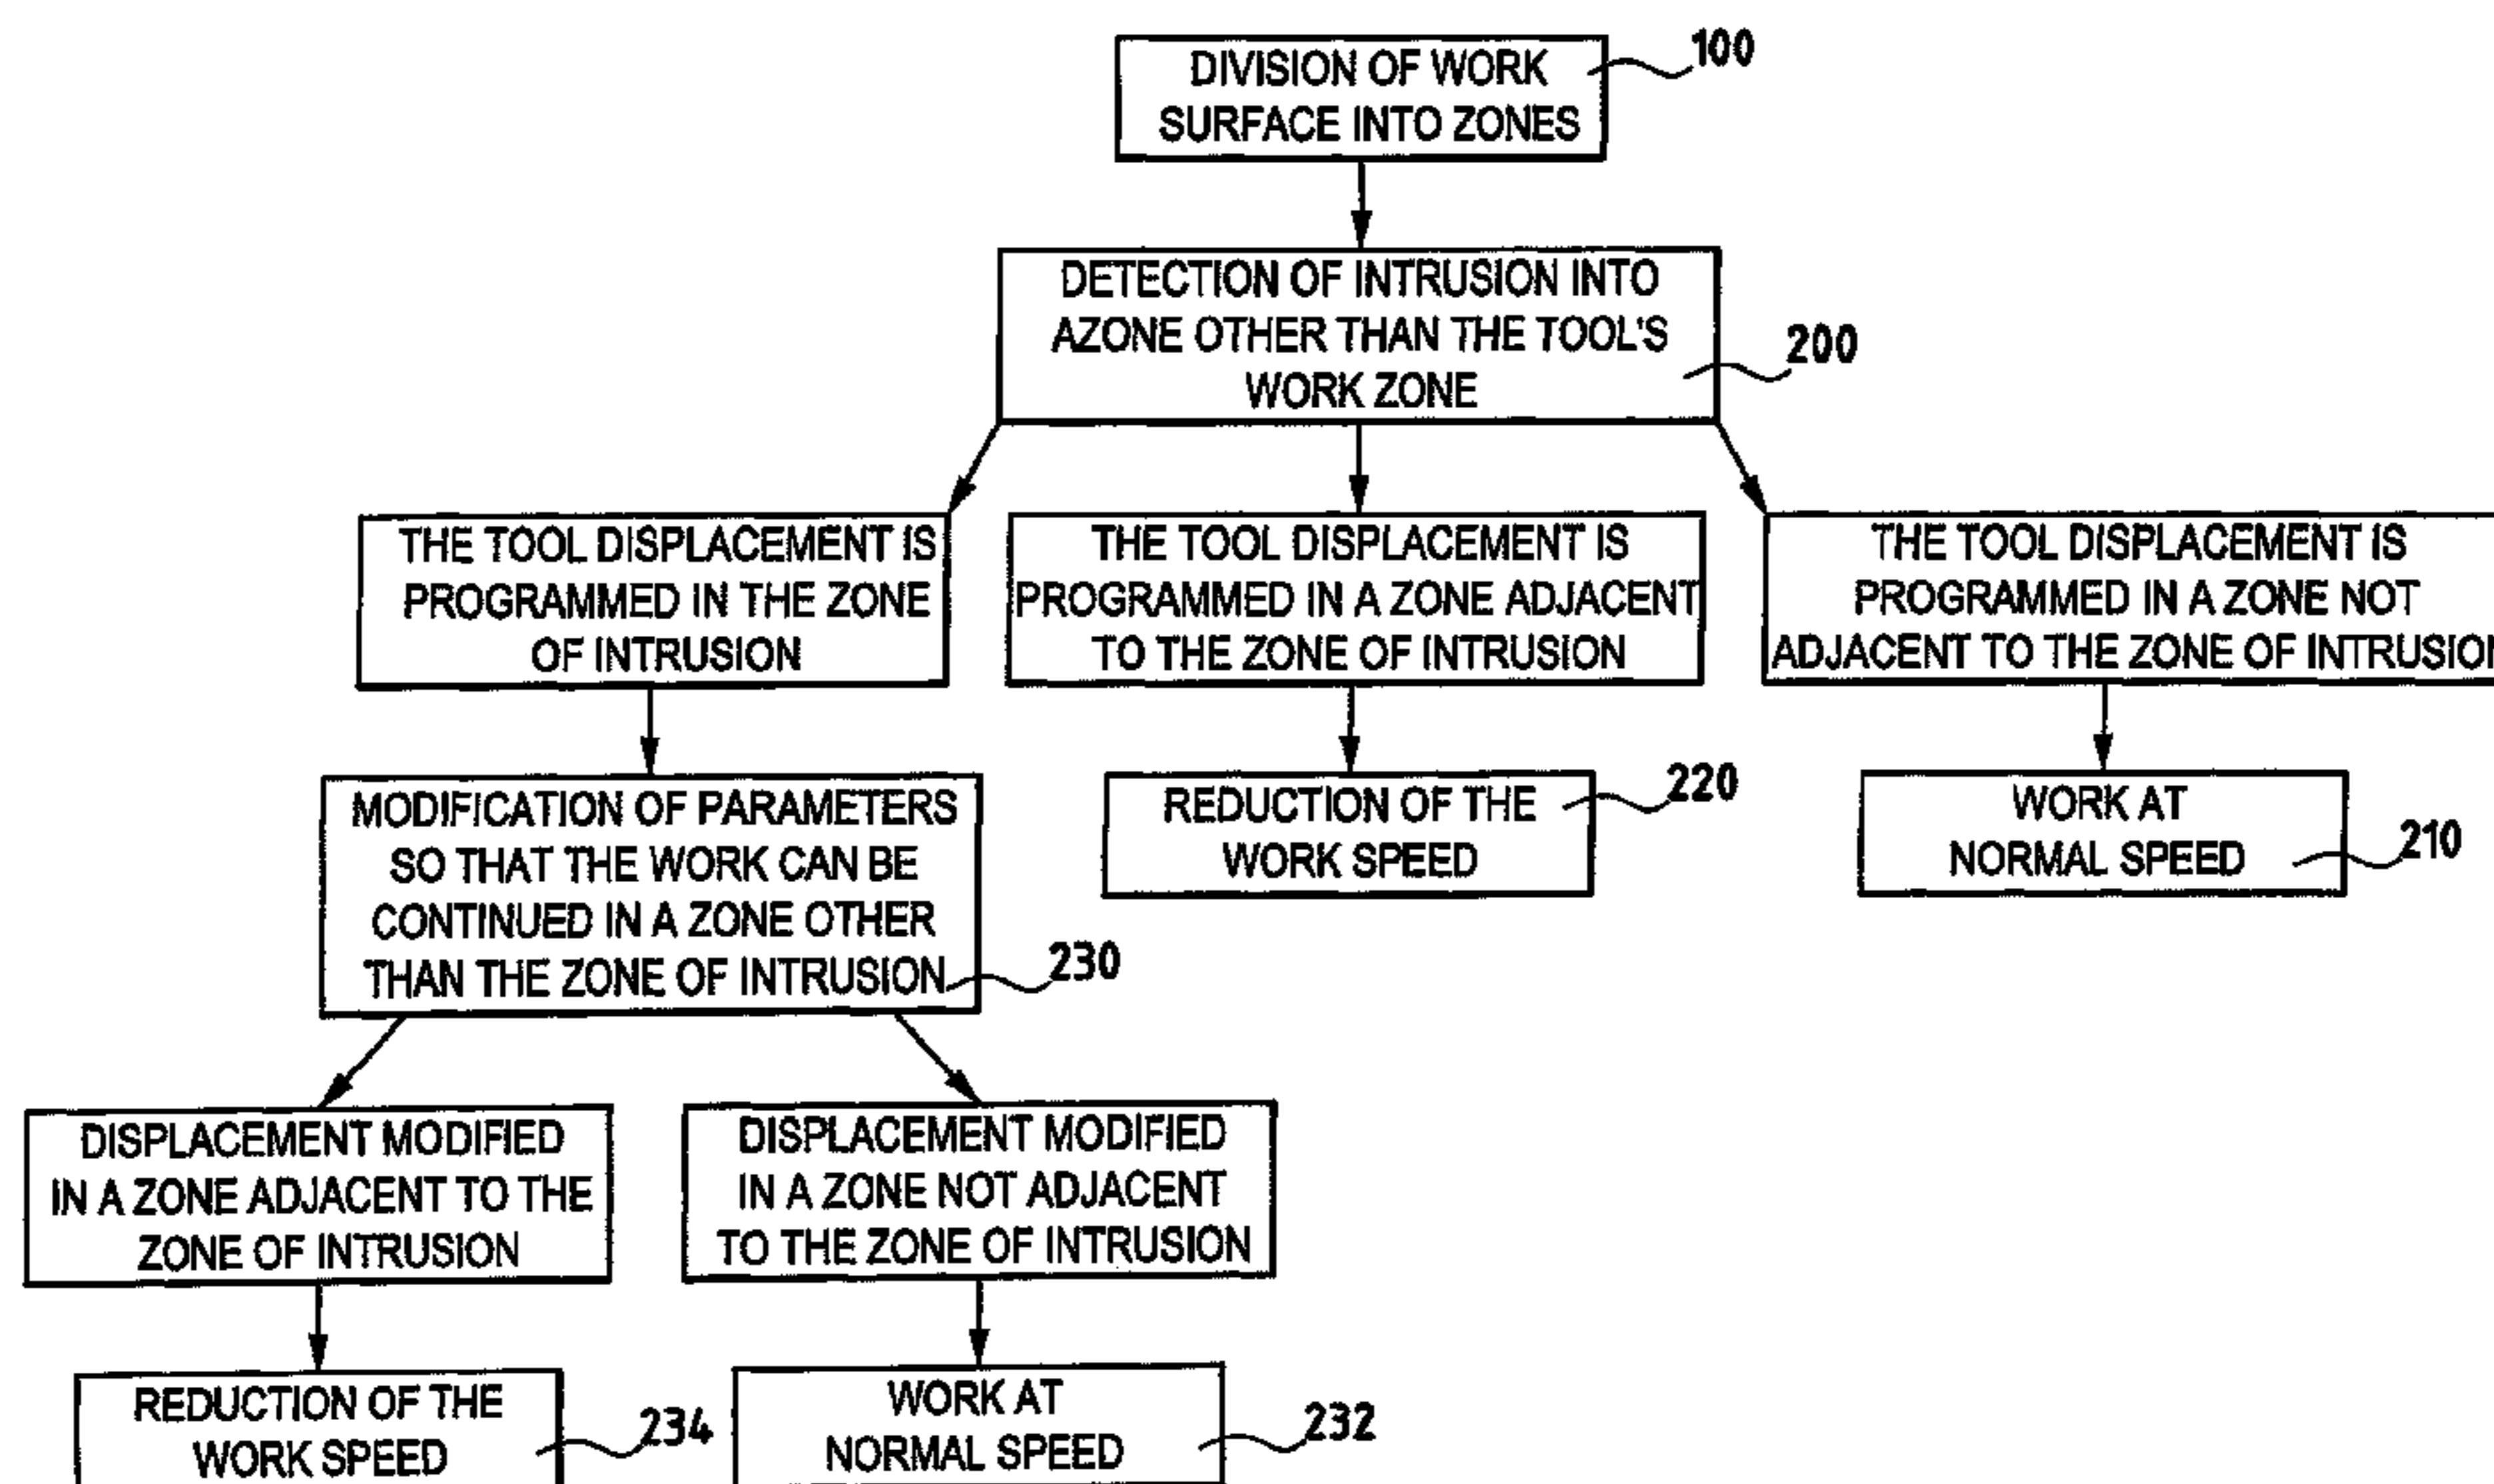 DIVISION OF WORK
SURFACE INTO ZONES
100
DETECTION OF INTRUSION INTO
AZONE OTHER THAN THE TOOL'S
WORK ZONE
200
THE TOOL DISPLACEMENT IS
PROGRAMMED IN THE ZONE
OF INTRUSION
THE TOOL DISPLACEMENT IS
PROGRAMMED IN A ZONE ADJACENT
TO THE ZONE OF INTRUSION
THE TOOL DISPLACEMENT IS
PROGRAMMED IN A ZONE NOT
ADJACENT TO THE ZONE OF INTRUSION
MODIFICATION OF PARAMETERS
SO THAT THE WORK CAN BE
CONTINUED IN A ZONE OTHER
THAN THE ZONE OF INTRUSION
230
REDUCTION OF THE
WORK SPEED
220
WORK AT
NORMAL SPEED
210
DISPLACEMENT MODIFIED
IN A ZONE ADJACENT TO THE
ZONE OF INTRUSION
DISPLACEMENT MODIFIED
IN A ZONE NOT ADJACENT
TO THE ZONE OF INTRUSION
REDUCTION OF THE
WORK SPEED
234
WORK AT
NORMAL SPEED
232